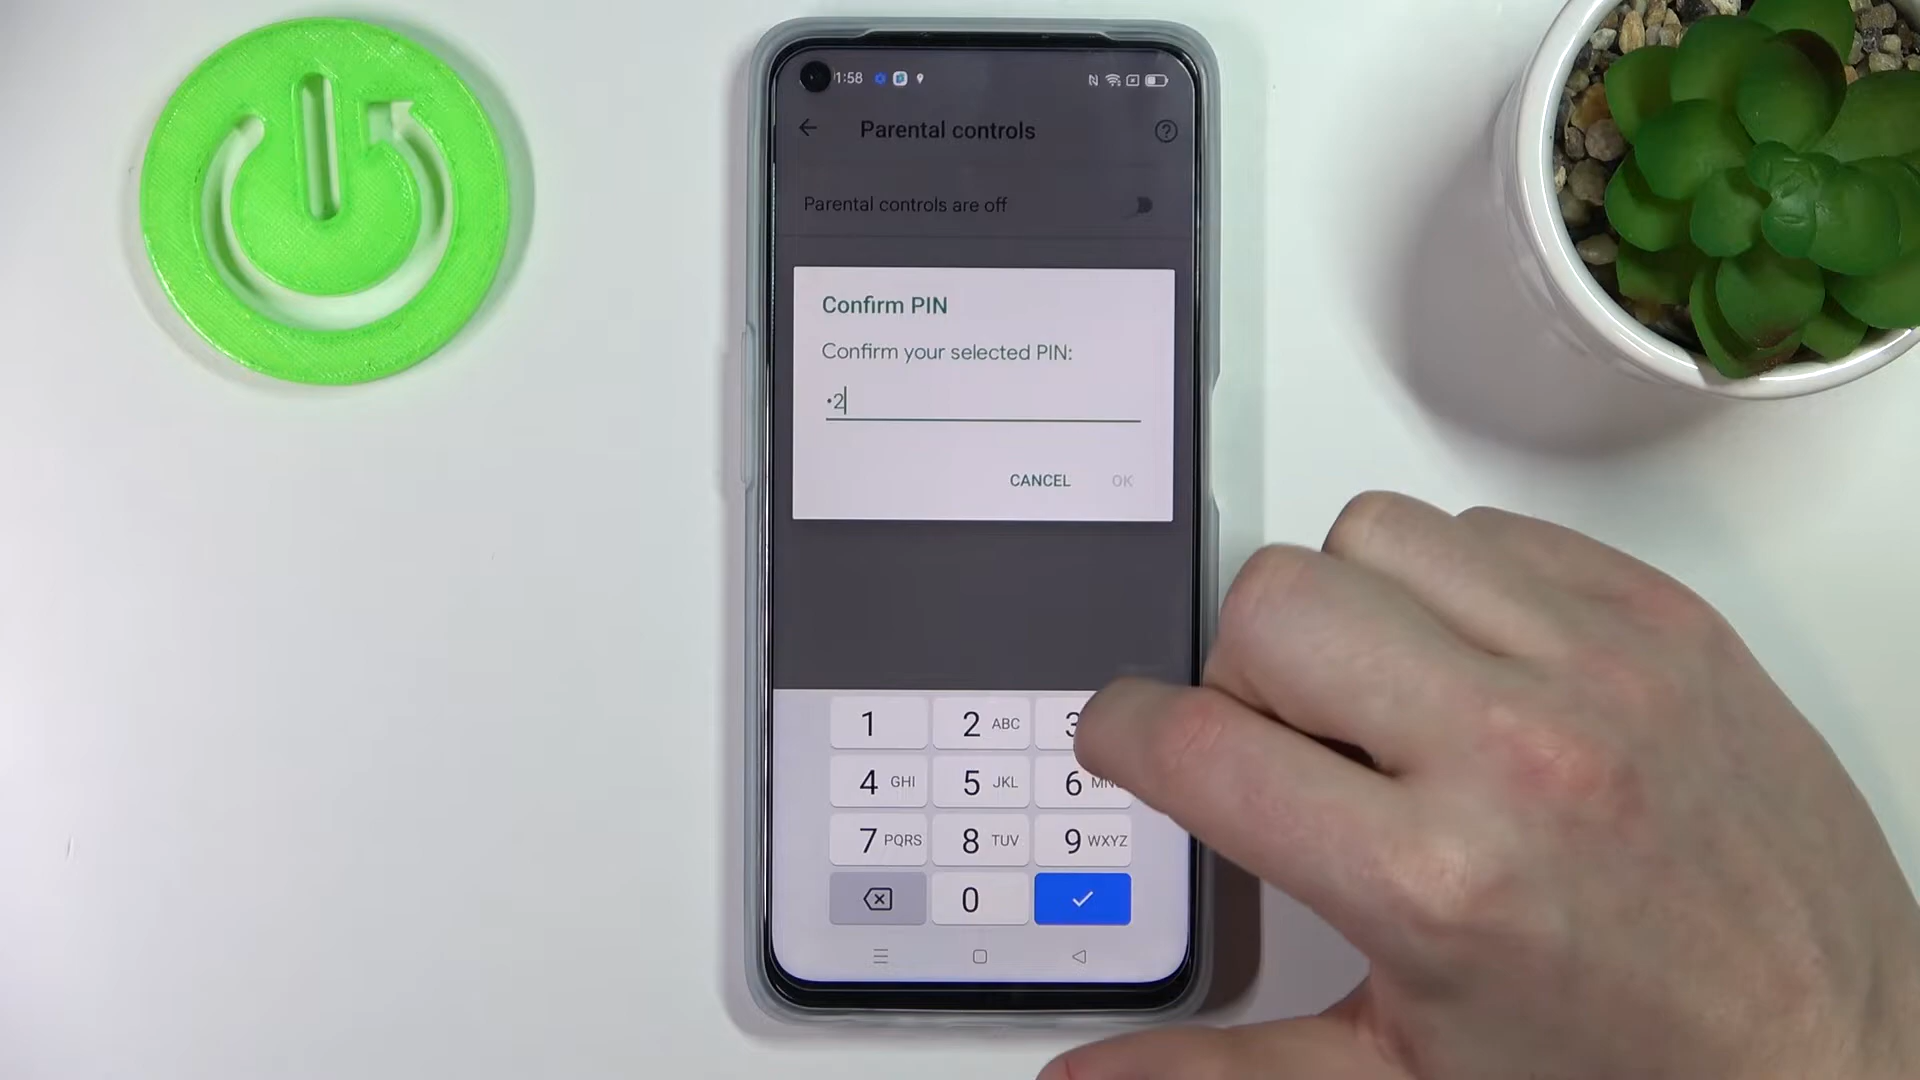 1:58
Parental controls
Parental controls are off
Confirm PIN
Confirm your selected PIN:
•2
CANCEL OK
1 2 ABC 3
4 GHI 5 JKL 6
7 PQRS 8 TUV 9 WXYZ
0